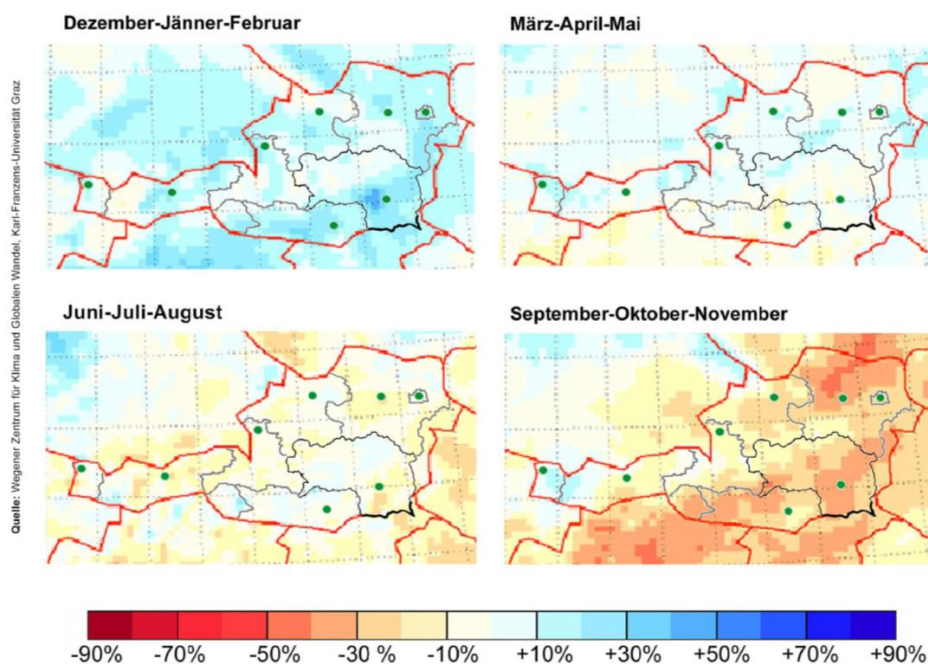 Dezember-Jänner-Februar
März-April-Mai
Quelle: Wegener Zentrum für Klima und Globalen Wandel, Karl-Franzens-Universität Graz
Juni-Juli-August
September-Oktober-November
-90% -70% -50% -30 % -10% +10% +30% +50% +70% +90%